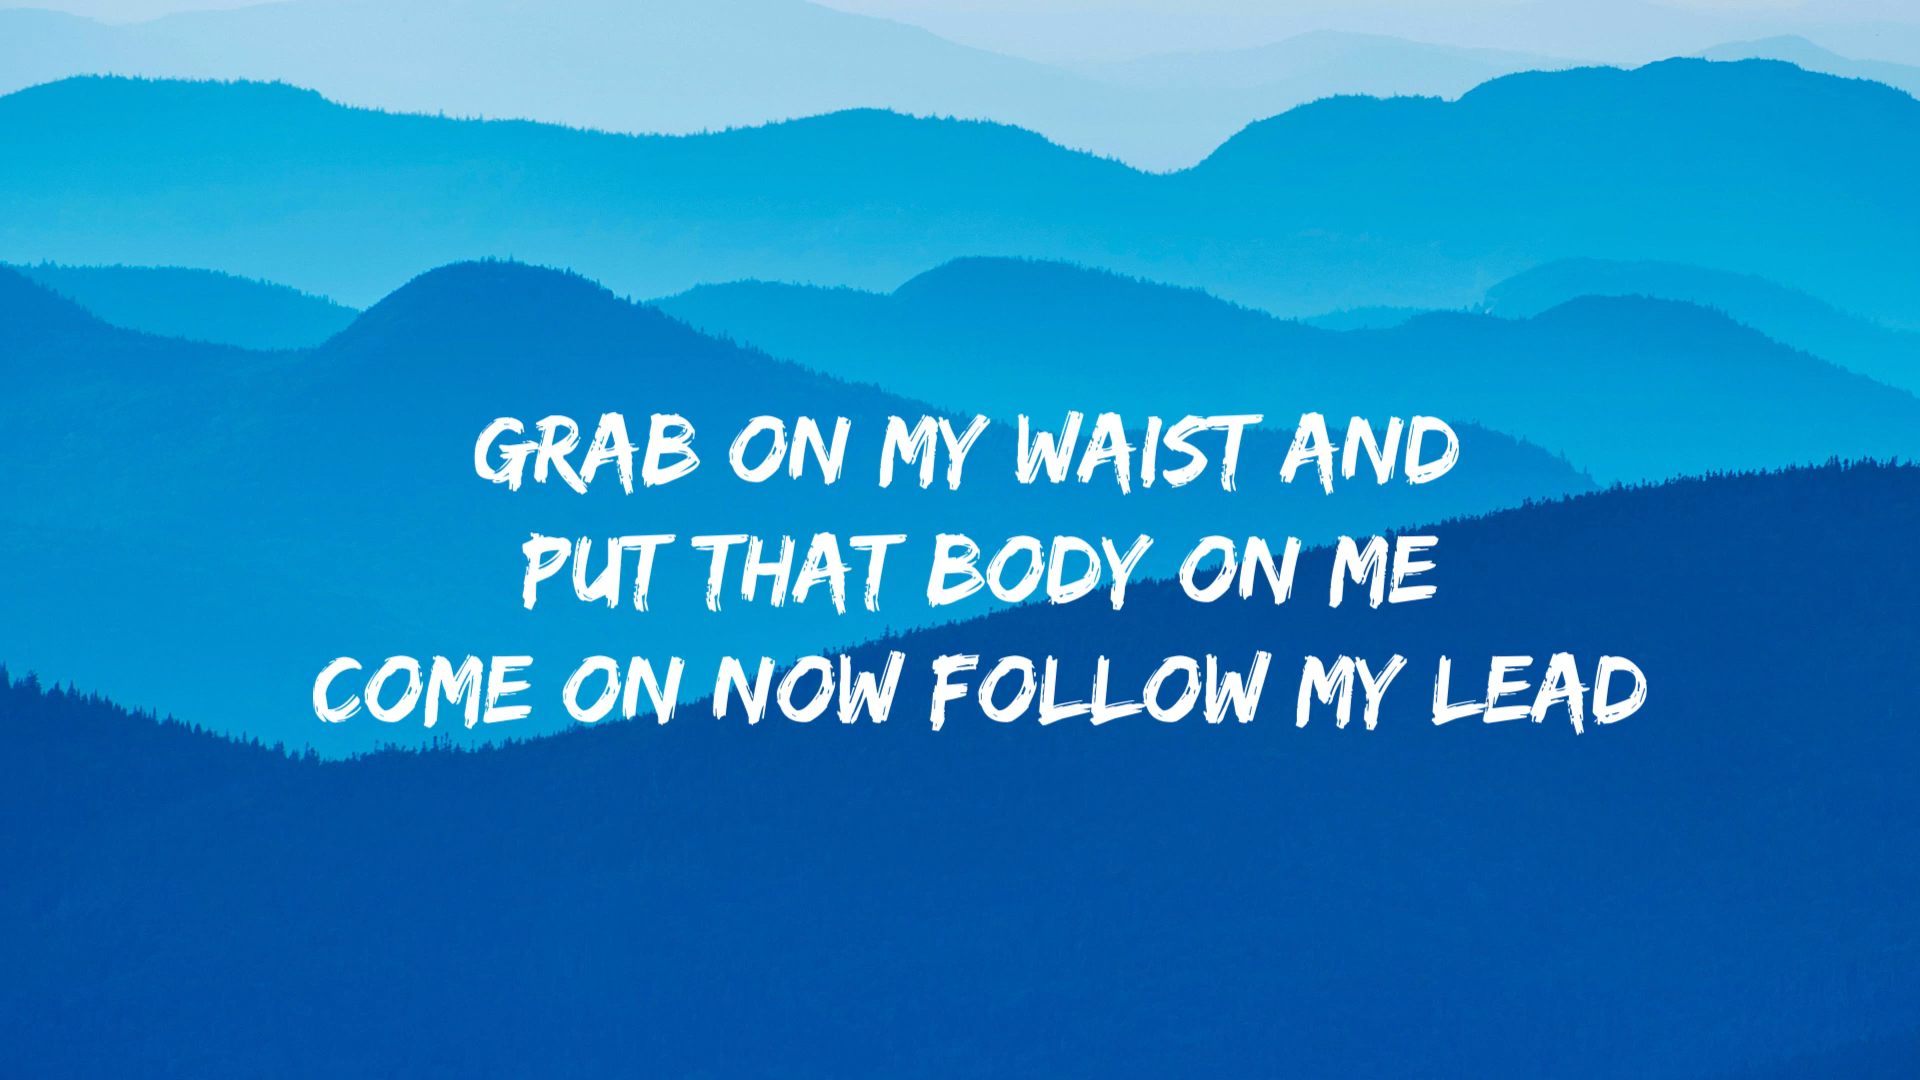 GRAB ON MY WAIST AND
PUT THAT BODY ON ME
COME ON NOW FOLLOW MY LEAD